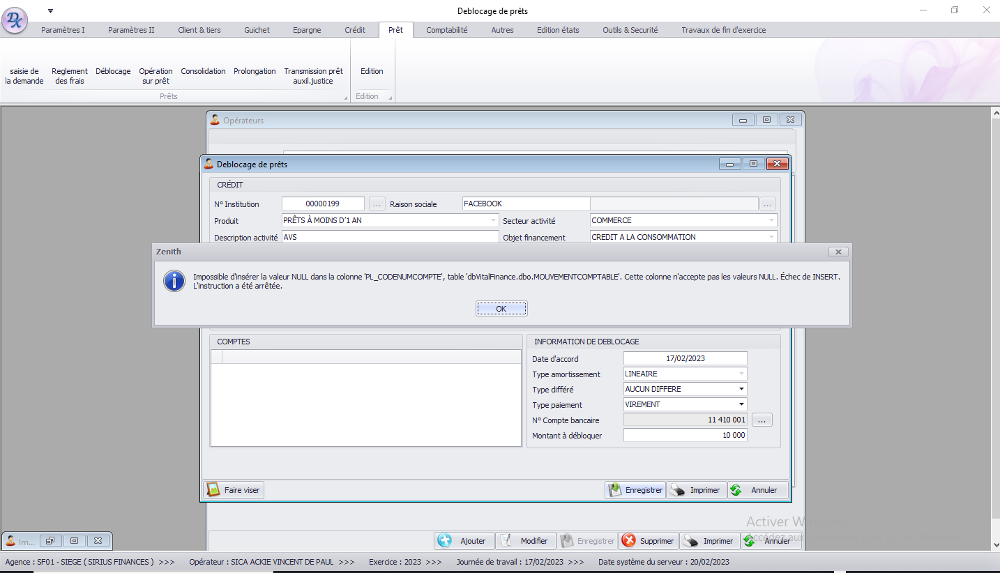 Deblocage de prêts
DX
Paramètres I Paramètres II Client & tiers Guichet Epargne Crédit Prêt Comptabilité Autres Edition états Outils & Securité Travaux de fin d'exercice
saisie de la demande
Reglement des frais
Déblocage
Opération sur prêt
Consolidation
Prolongation
Transmission prêt auxil.justice
Edition
Prêts
Edition
Opérateurs
Deblocage de prêts
CRÉDIT
N° Institution 00000199 ... Raison sociale FACEBOOK ...
Produit PRÊTS À MOINS D'1 AN Secteur activité COMMERCE
Description activité AVS Objet financement CREDIT A LA CONSOMMATION
Zenith
Impossible d'insérer la valeur NULL dans la colonne 'PL_CODENUMCOMPTE', table 'dbVitalFinance.dbo.MOUVEMENTCOMPTABLE'. Cette colonne n'accepte pas les valeurs NULL. Échec de INSERT.
L'instruction a été arrêtée.
OK
COMPTES
INFORMATION DE DEBLOCAGE
Date d'accord 17/02/2023
Type amortissement LINEAIRE
Type différé AUCUN DIFFERE
Type paiement VIREMENT
N° Compte bancaire 11 410 001 ...
Montant à débloquer 10 000
Faire viser Enregistrer Imprimer Annuler
Activer W
Accédez aux
Im...
Ajouter Modifier Enregistrer Supprimer Imprimer Annuler
Agence : SF01 - SIEGE ( SIRIUS FINANCES ) >>> Opérateur : SICA ACKIE VINCENT DE PAUL >>> Exercice : 2023 >>> Journée de travail : 17/02/2023 >>> Date système du serveur : 20/02/2023